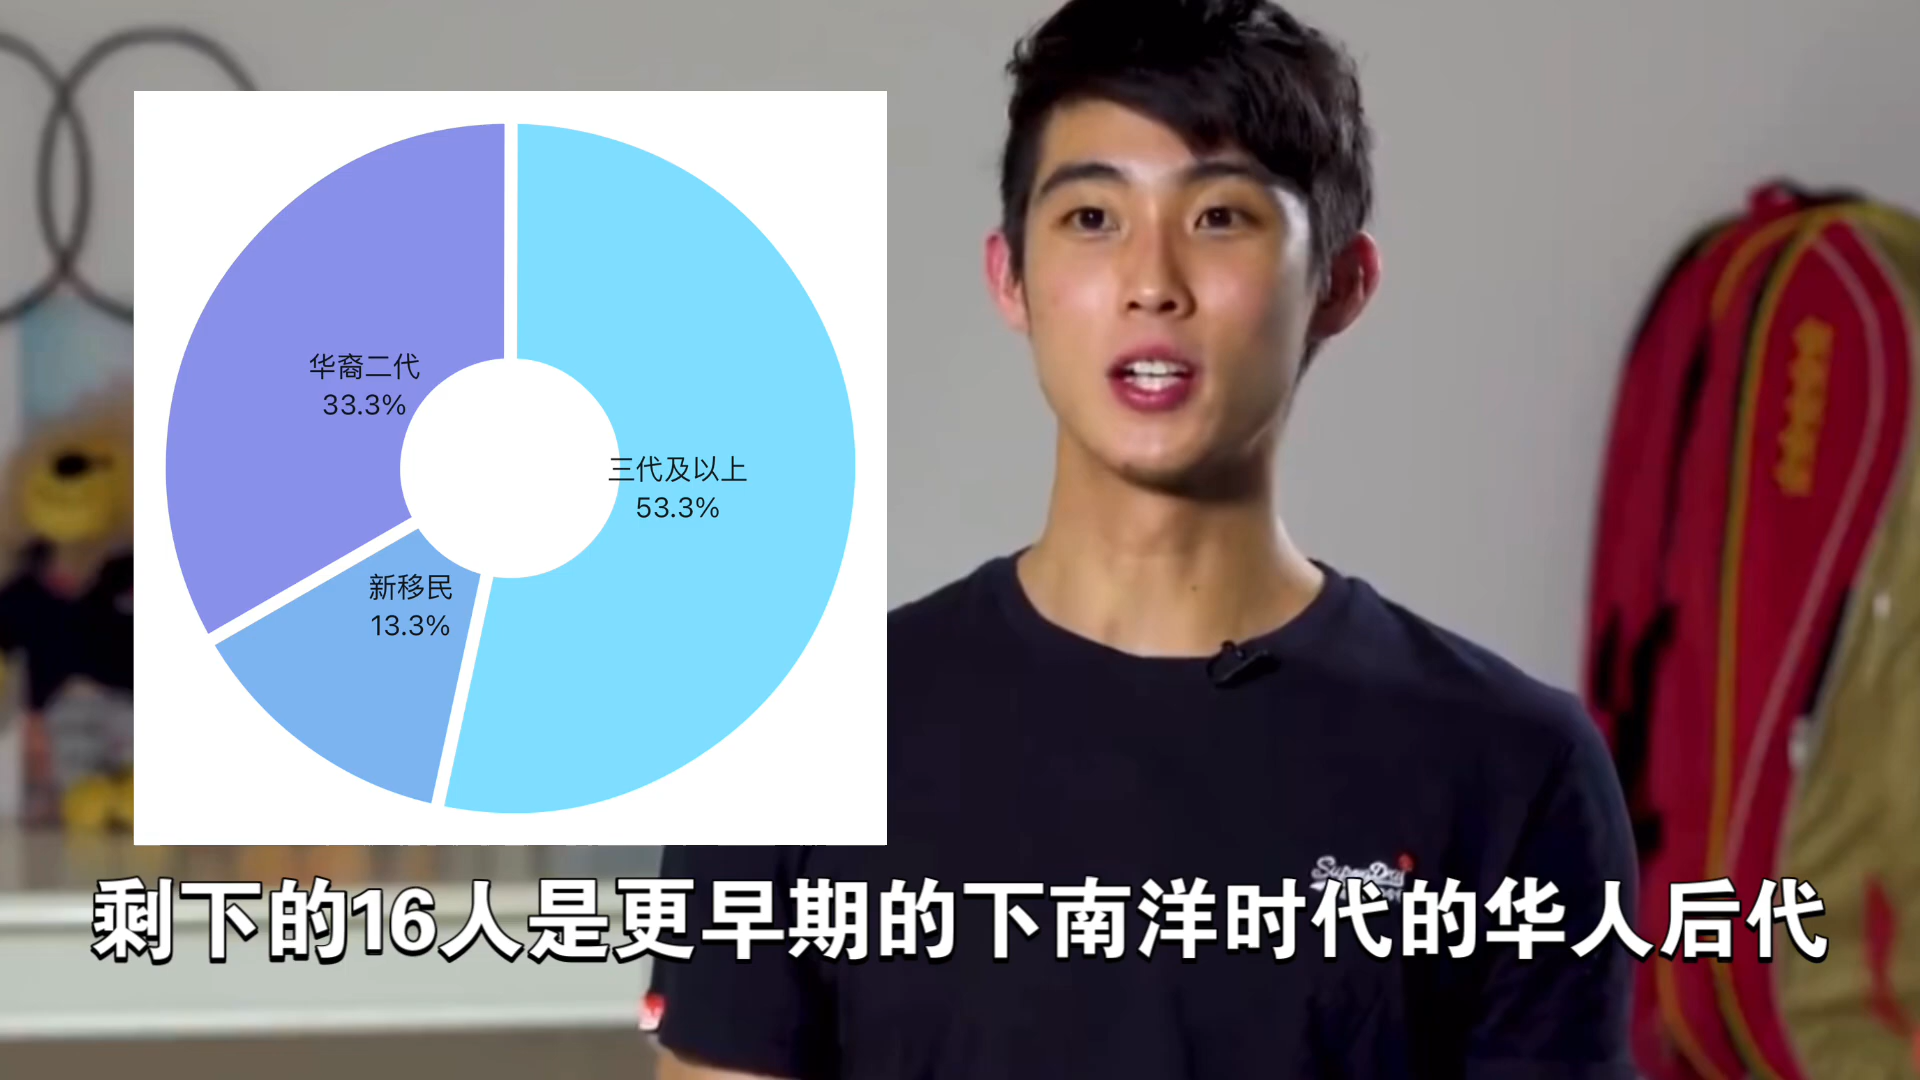 华裔二代
33.3%
三代及以上
53.3%
新移民
13.3%
SuperDry
剩下的16人是更早期的下南洋时代的华人后代